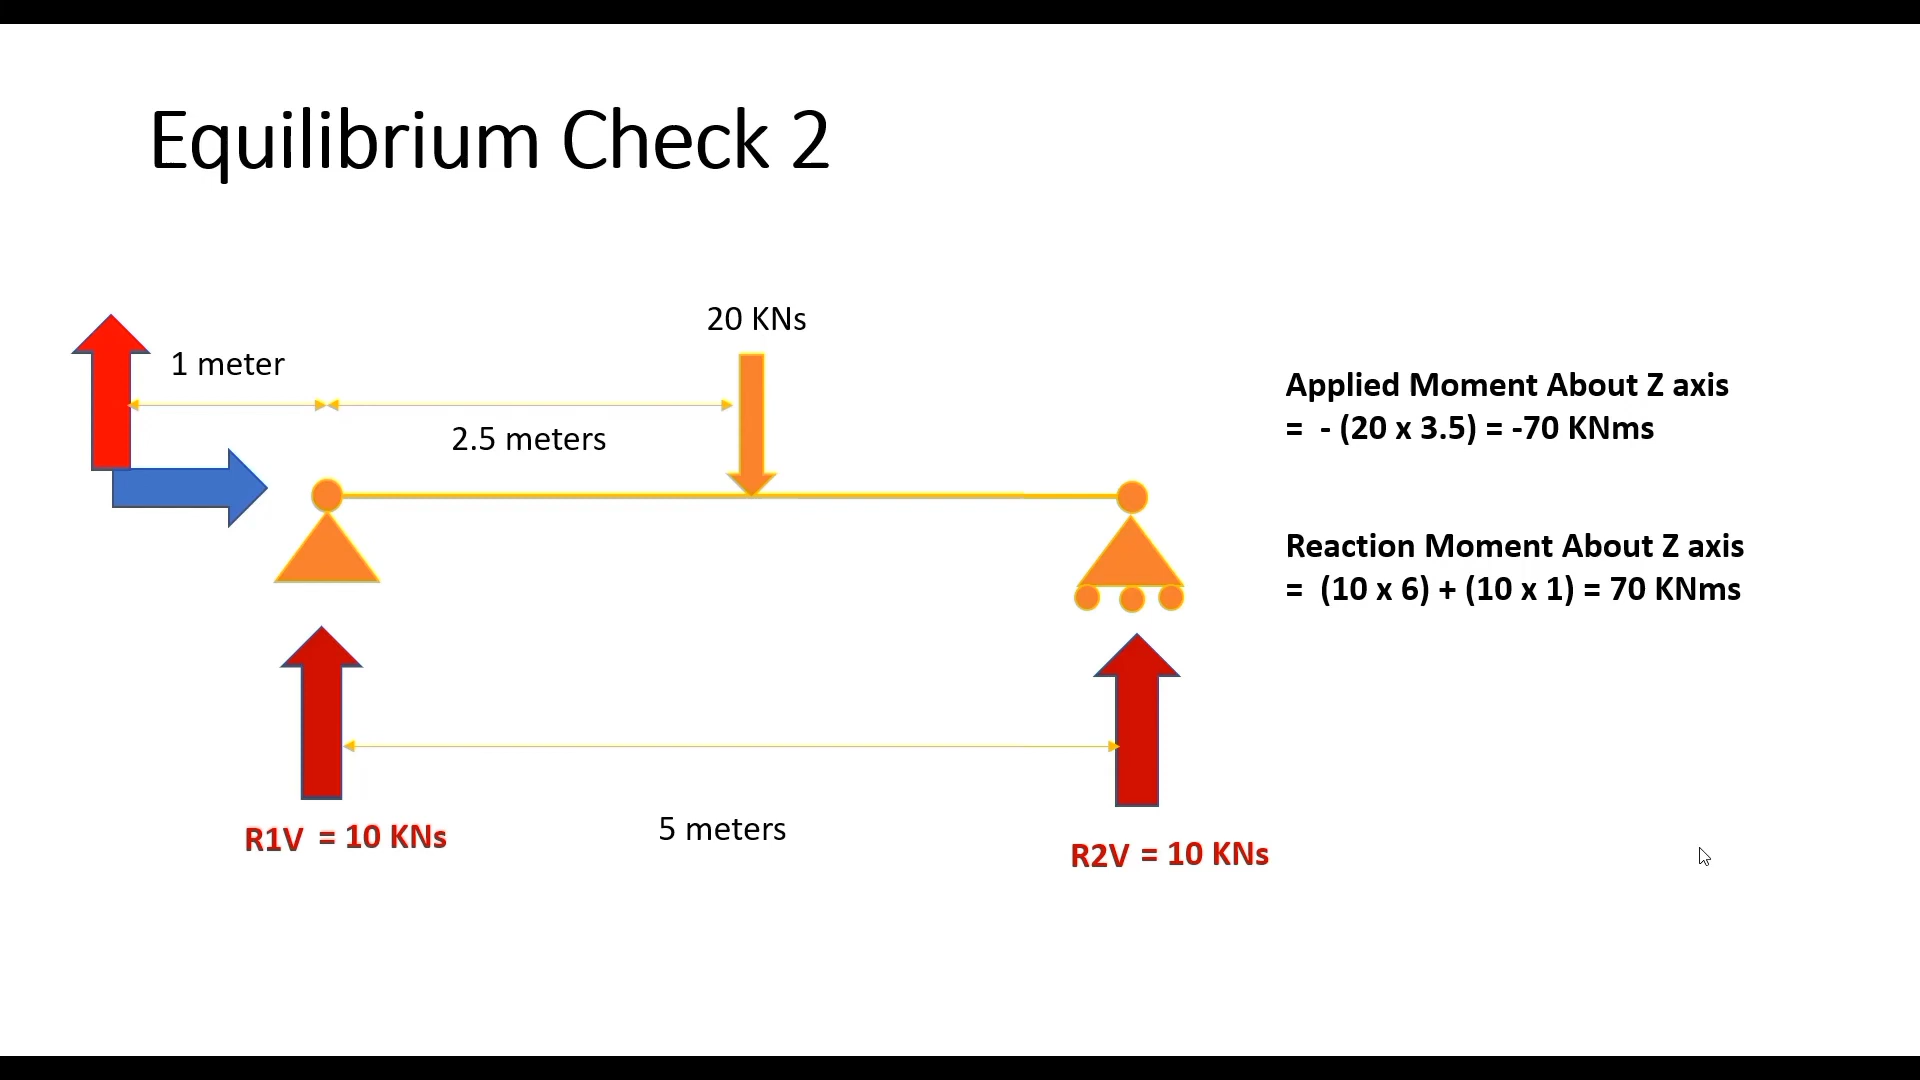 Equilibrium Check 2
20 KNs
1 meter
2.5 meters
Applied Moment About Z axis
= - (20 x 3.5) = -70 KNms
Reaction Moment About Z axis
= (10 x 6) + (10 x 1) = 70 KNms
R1V = 10 KNs
5 meters
R2V = 10 KNs